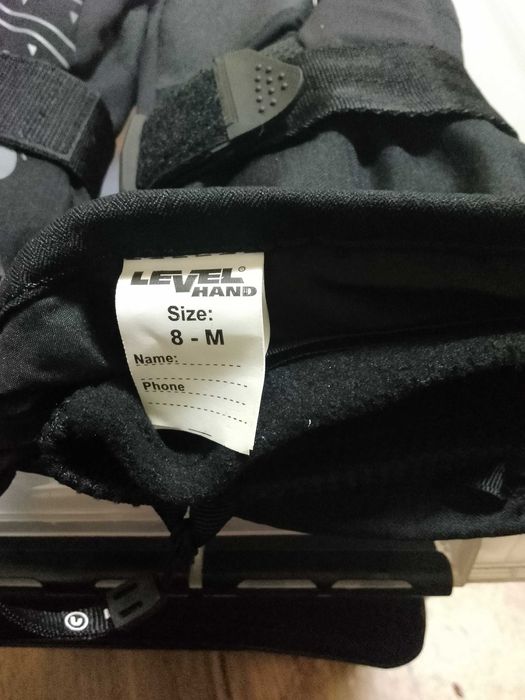 LEVEL®
HAND
Size:
8 - M
Name:
Phone